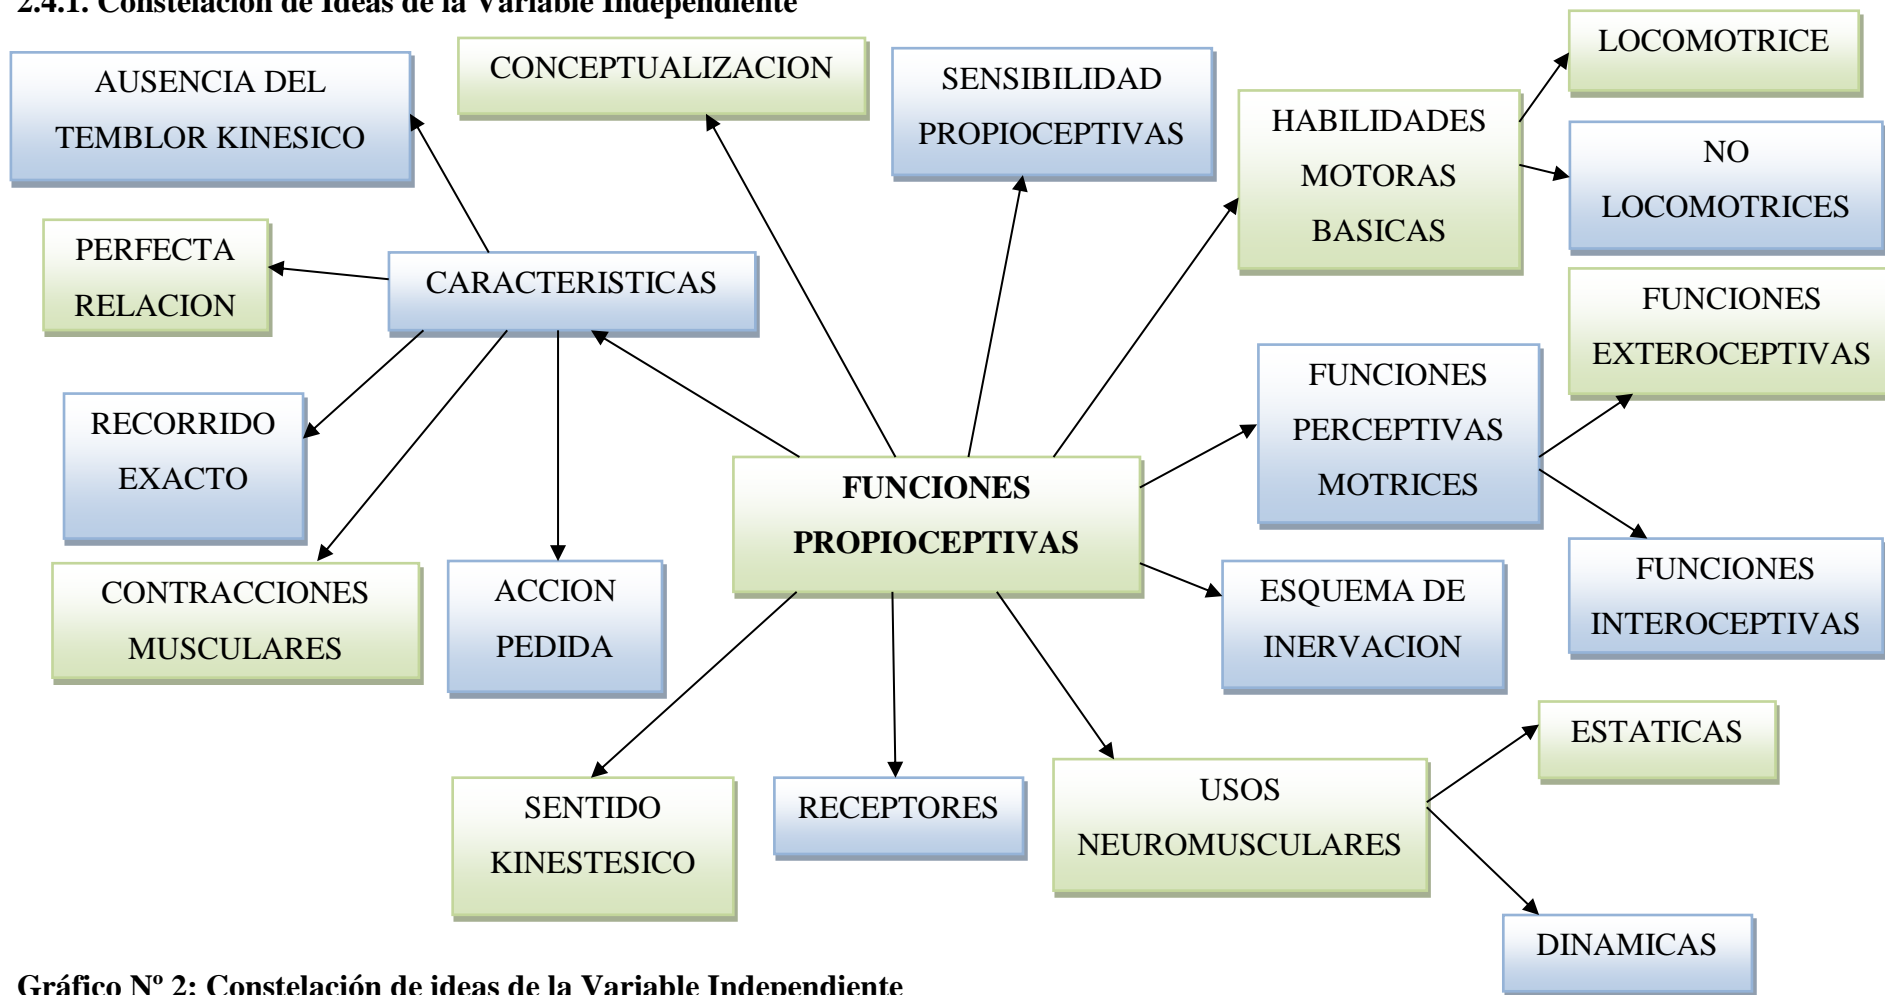 2.4.1. Constelación de Ideas de la Variable Independiente
AUSENCIA DEL
TEMBLOR KINESICO
CONCEPTUALIZACION
SENSIBILIDAD
PROPIOCEPTIVAS
HABILIDADES
MOTORAS
BASICAS
LOCOMOTRICE
NO
LOCOMOTRICES
PERFECTA
RELACION
CARACTERISTICAS
FUNCIONES
EXTEROCEPTIVAS
FUNCIONES
PERCEPTIVAS
MOTRICES
RECORRIDO
EXACTO
FUNCIONES
PROPIOCEPTIVAS
FUNCIONES
INTEROCEPTIVAS
CONTRACCIONES
MUSCULARES
ACCION
PEDIDA
ESQUEMA DE
INERVACION
ESTATICAS
SENTIDO
KINESTESICO
RECEPTORES
USOS
NEUROMUSCULARES
DINAMICAS
Gráfico Nº 2: Constelación de ideas de la Variable Independiente